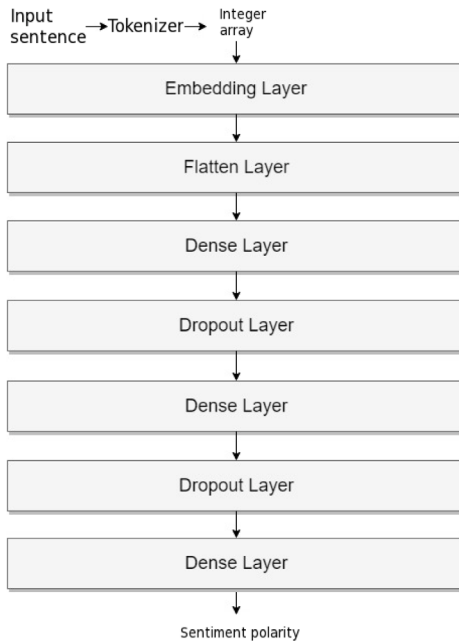 Input
sentence
Tokenizer
Integer
array
Embedding Layer
Flatten Layer
Dense Layer
Dropout Layer
Dense Layer
Dropout Layer
Dense Layer
Sentiment polarity